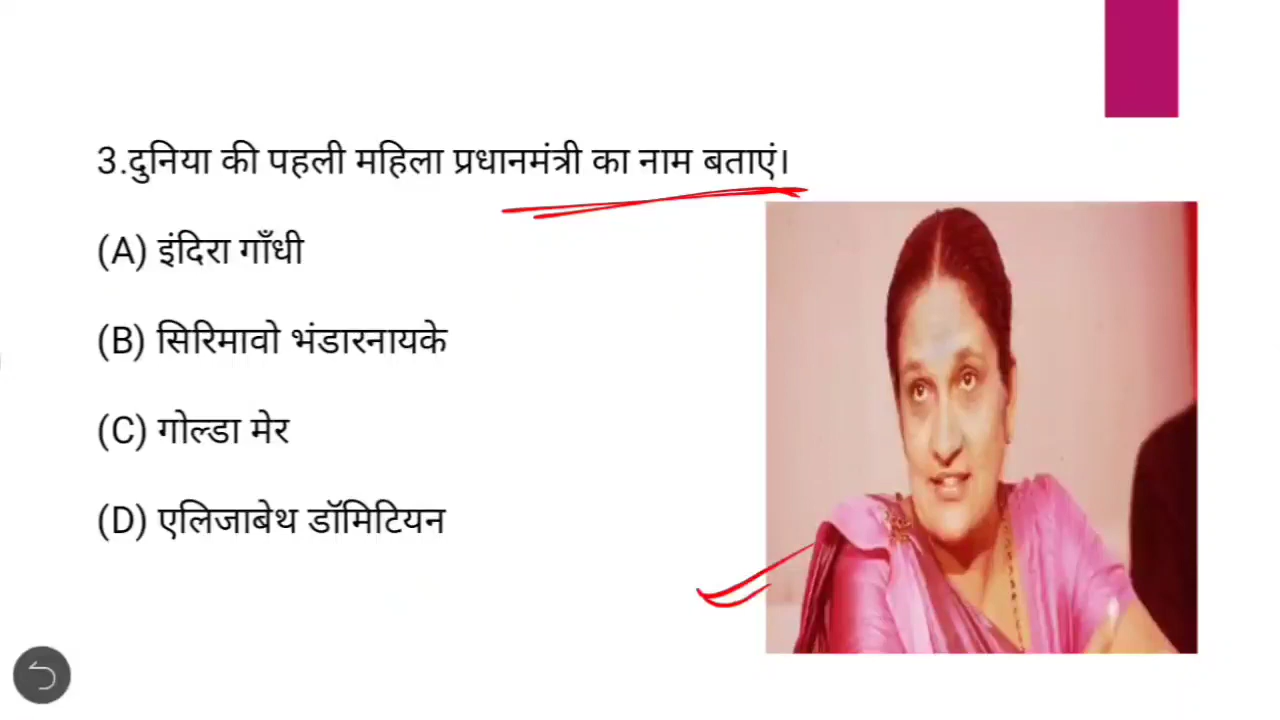 3.दुनिया की पहली महिला प्रधानमंत्री का नाम बताएं।
(A) इंदिरा गाँधी
(B) सिरिमावो भंडारनायके
(C) गोल्डा मेर
(D) एलिजाबेथ डॉमिटियन